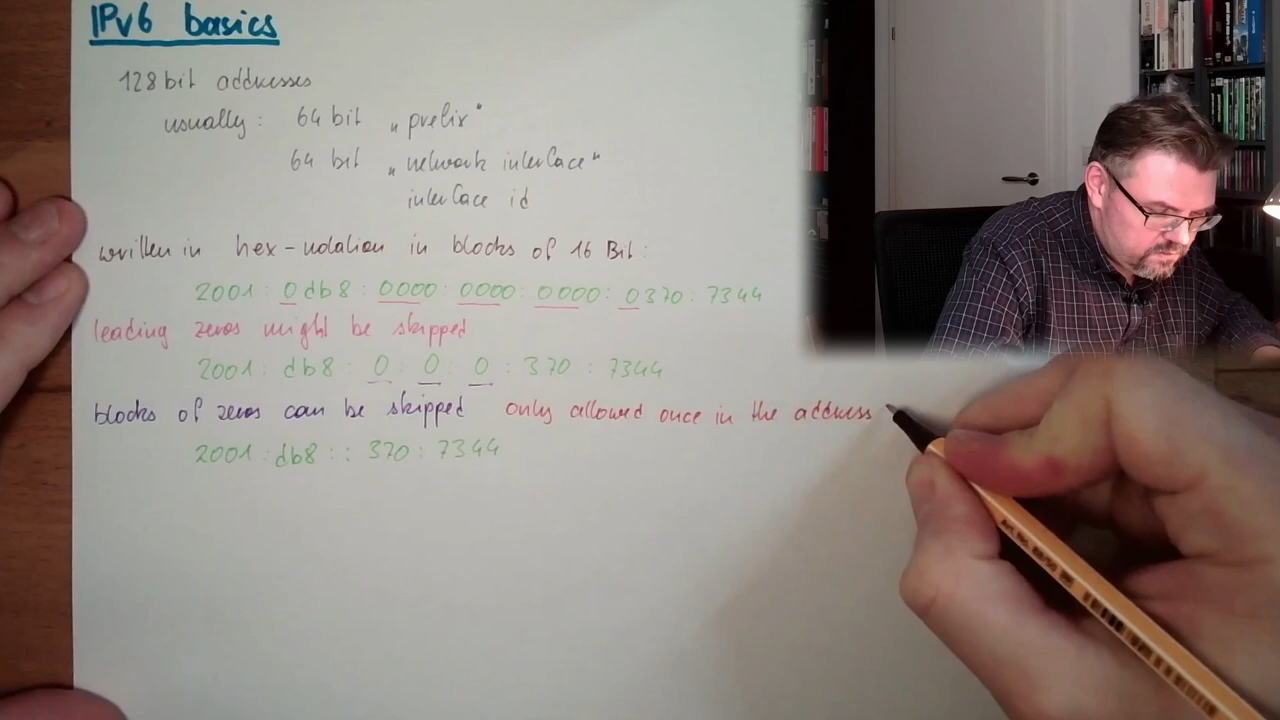 IPv6 basics
128 bit addresses
usually: 64 bit „prefix"
64 bit „network interface"
interface id
written in hex-notation in blocks of 16 Bit:
2001 : 0db8 : 0000 : 0000 : 0000 : 0370 : 7344
leading zeros might be skipped
2001 : db8 : 0 : 0 : 0 : 370 : 7344
blocks of zeros can be skipped only allowed once in the address
2001 : db8 : : 370 : 7344